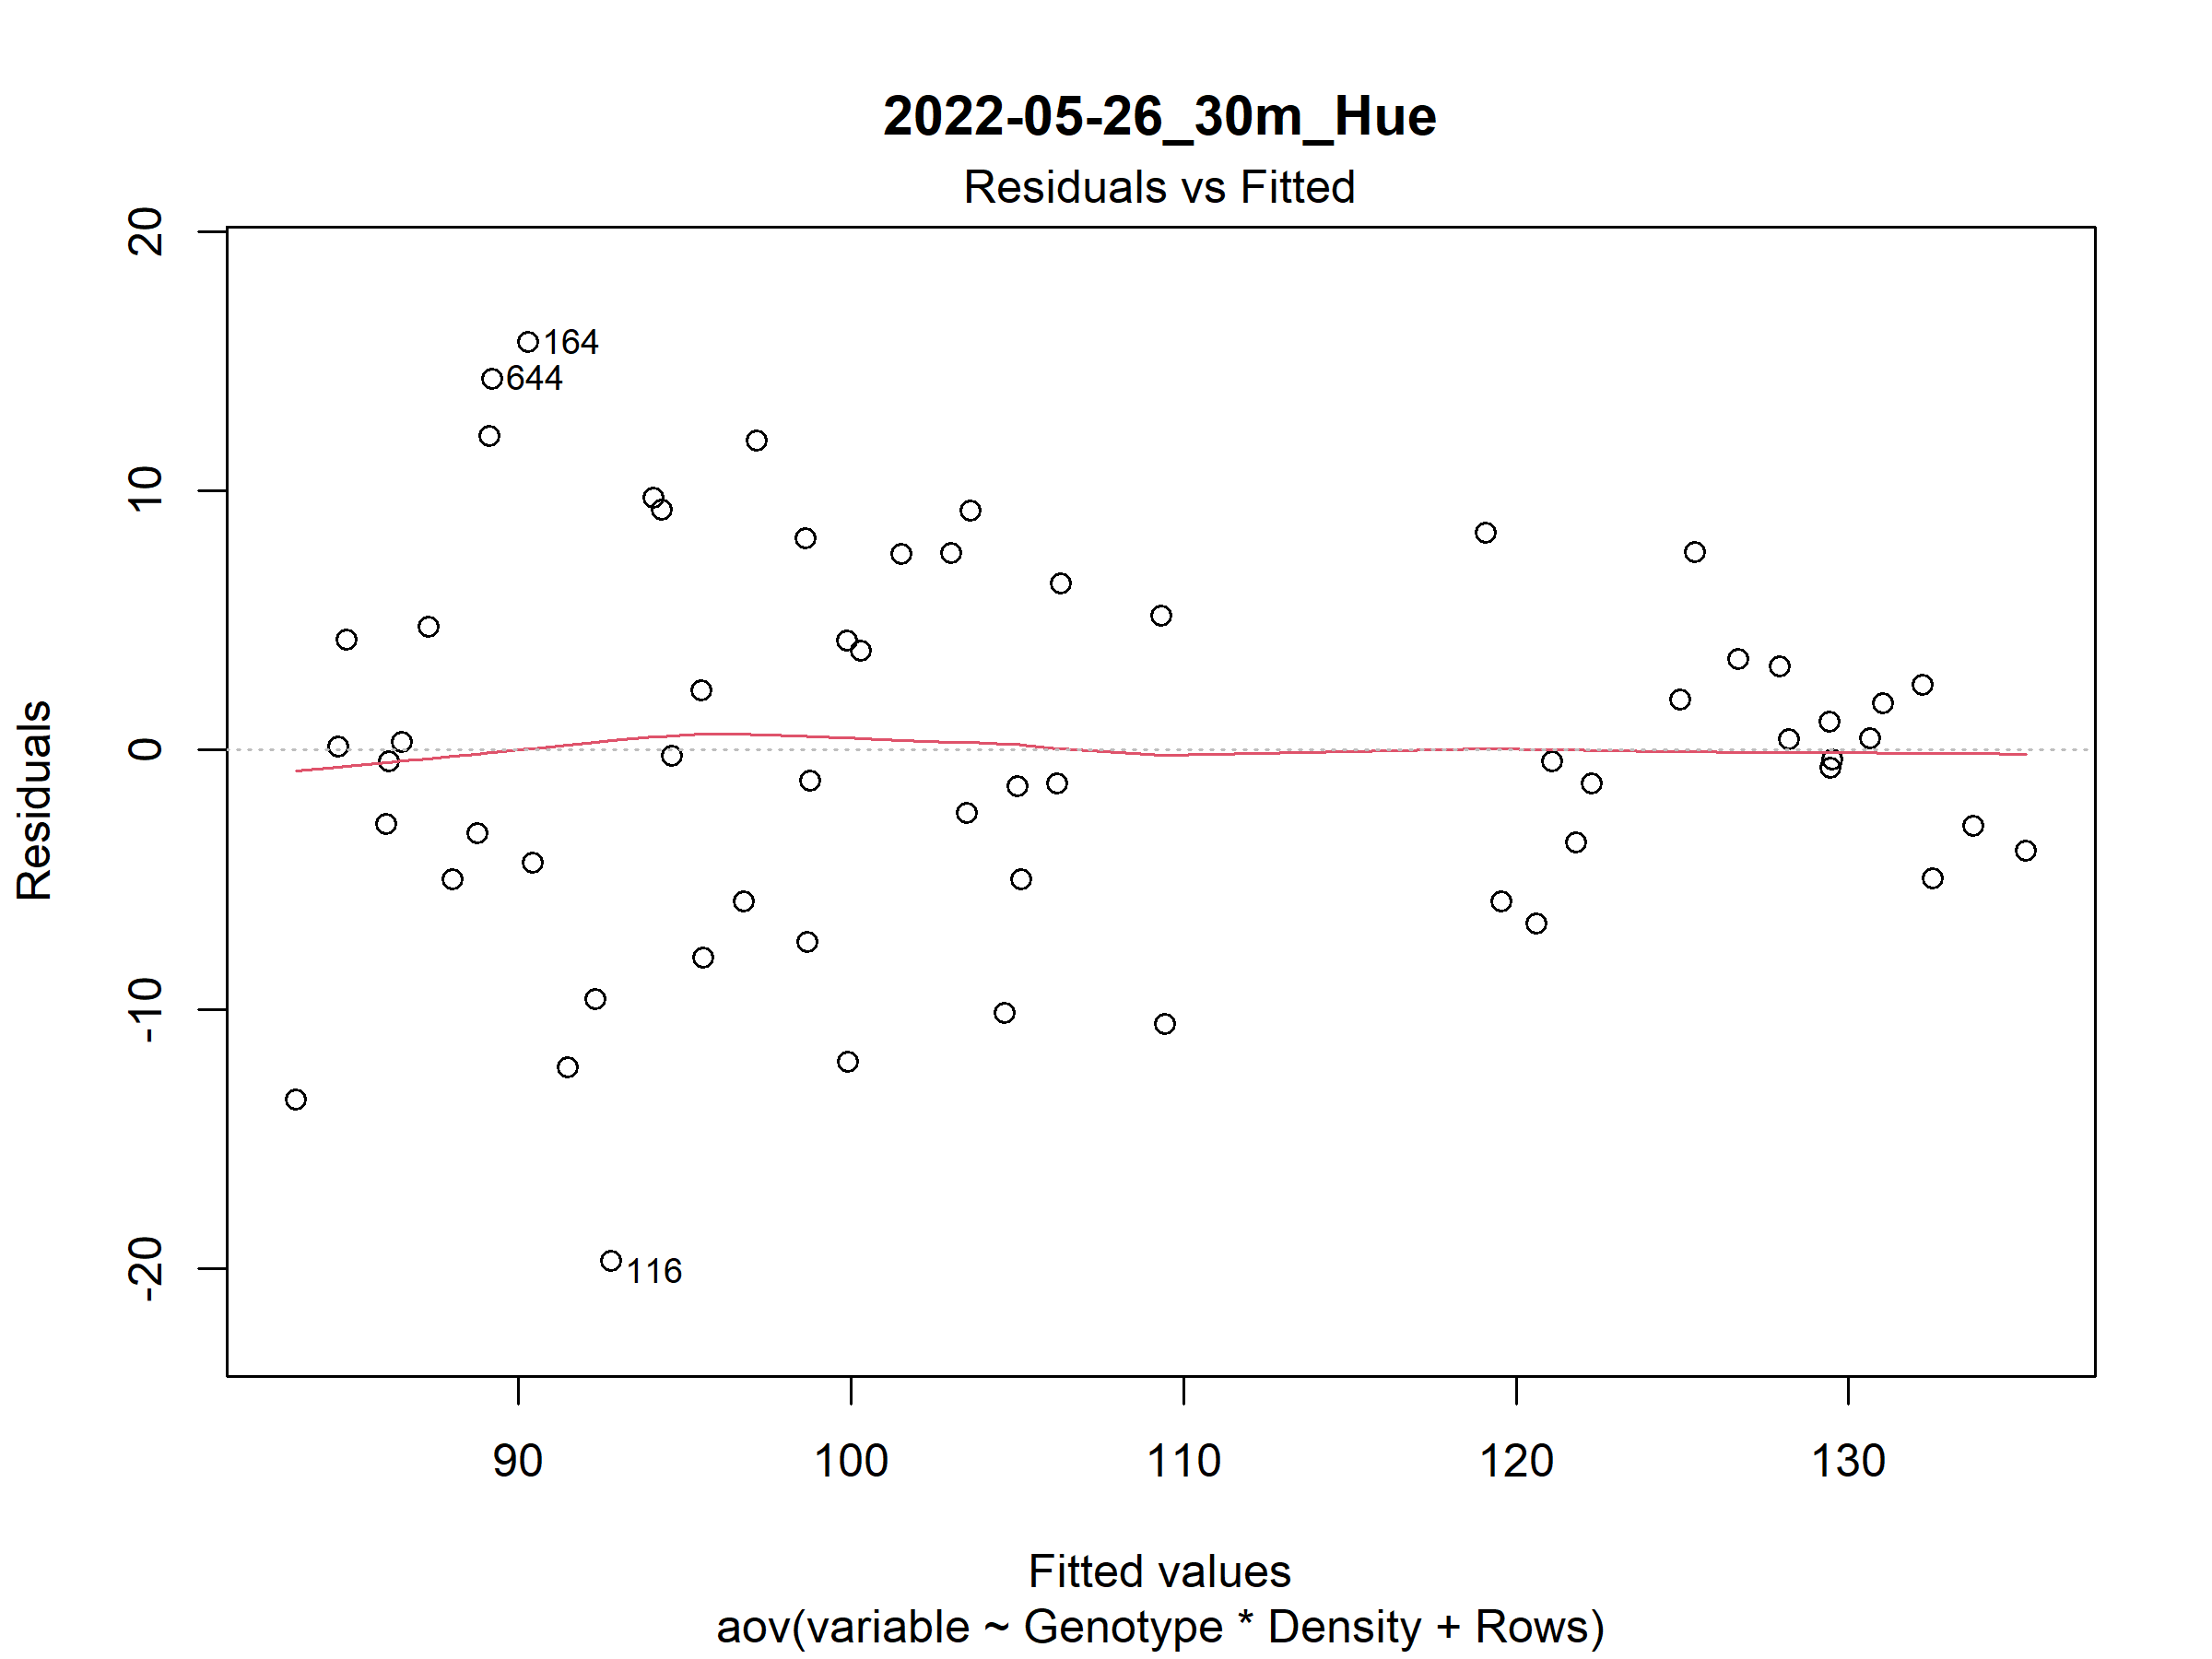 2022-05-26_30m_Hue
Residuals vs Fitted
20
10
0
-10
-20
Residuals
164
644
116
90 100 110 120 130
Fitted values
aov(variable ~ Genotype * Density + Rows)